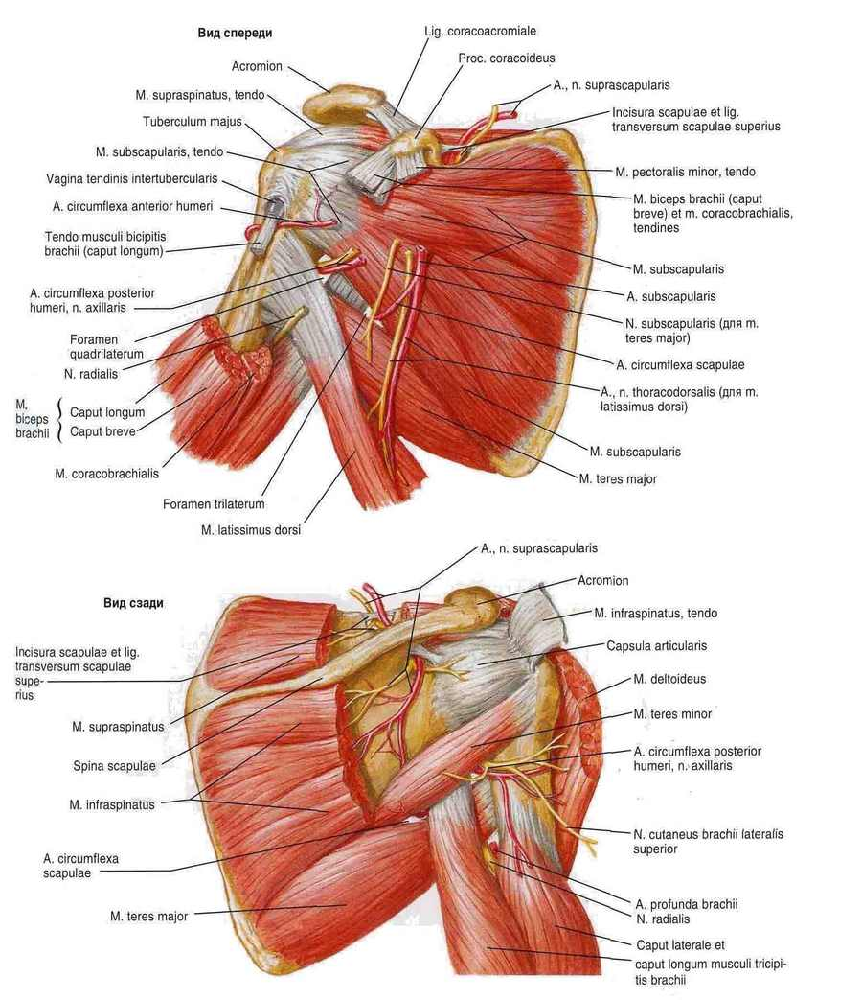 Вид спереди
Lig. coracoacromiale
Proc. coracoideus
Acromion
A., n. suprascapularis
M. supraspinatus, tendo
Incisura scapulae et lig.
transversum scapulae superius
Tuberculum majus
M. subscapularis, tendo
M. pectoralis minor, tendo
Vagina tendinis intertubercularis
M. biceps brachii (caput
breve) et m. coracobrachialis,
tendines
A. circumflexa anterior humeri
Tendo musculi bicipitis
brachii (caput longum)
M. subscapularis
A. circumflexa posterior
humeri, n. axillaris
A. subscapularis
N. subscapularis (для m.
teres major)
Foramen
quadrilaterum
A. circumflexa scapulae
N. radialis
A., n. thoracodorsalis (для m.
latissimus dorsi)
M.
biceps
brachii
Caput longum
Caput breve
M. subscapularis
M. coracobrachialis
M. teres major
Foramen trilaterum
M. latissimus dorsi
A., n. suprascapularis
Вид сзади
Acromion
M. infraspinatus, tendo
Incisura scapulae et lig.
transversum scapulae
supe-
rius
Capsula articularis
M. deltoideus
M. supraspinatus
M. teres minor
Spina scapulae
A. circumflexa posterior
humeri, n. axillaris
M. infraspinatus
N. cutaneus brachii lateralis
superior
A. circumflexa
scapulae
A. profunda brachii
N. radialis
M. teres major
Caput laterale et
caput longum musculi tricipi-
tis brachii